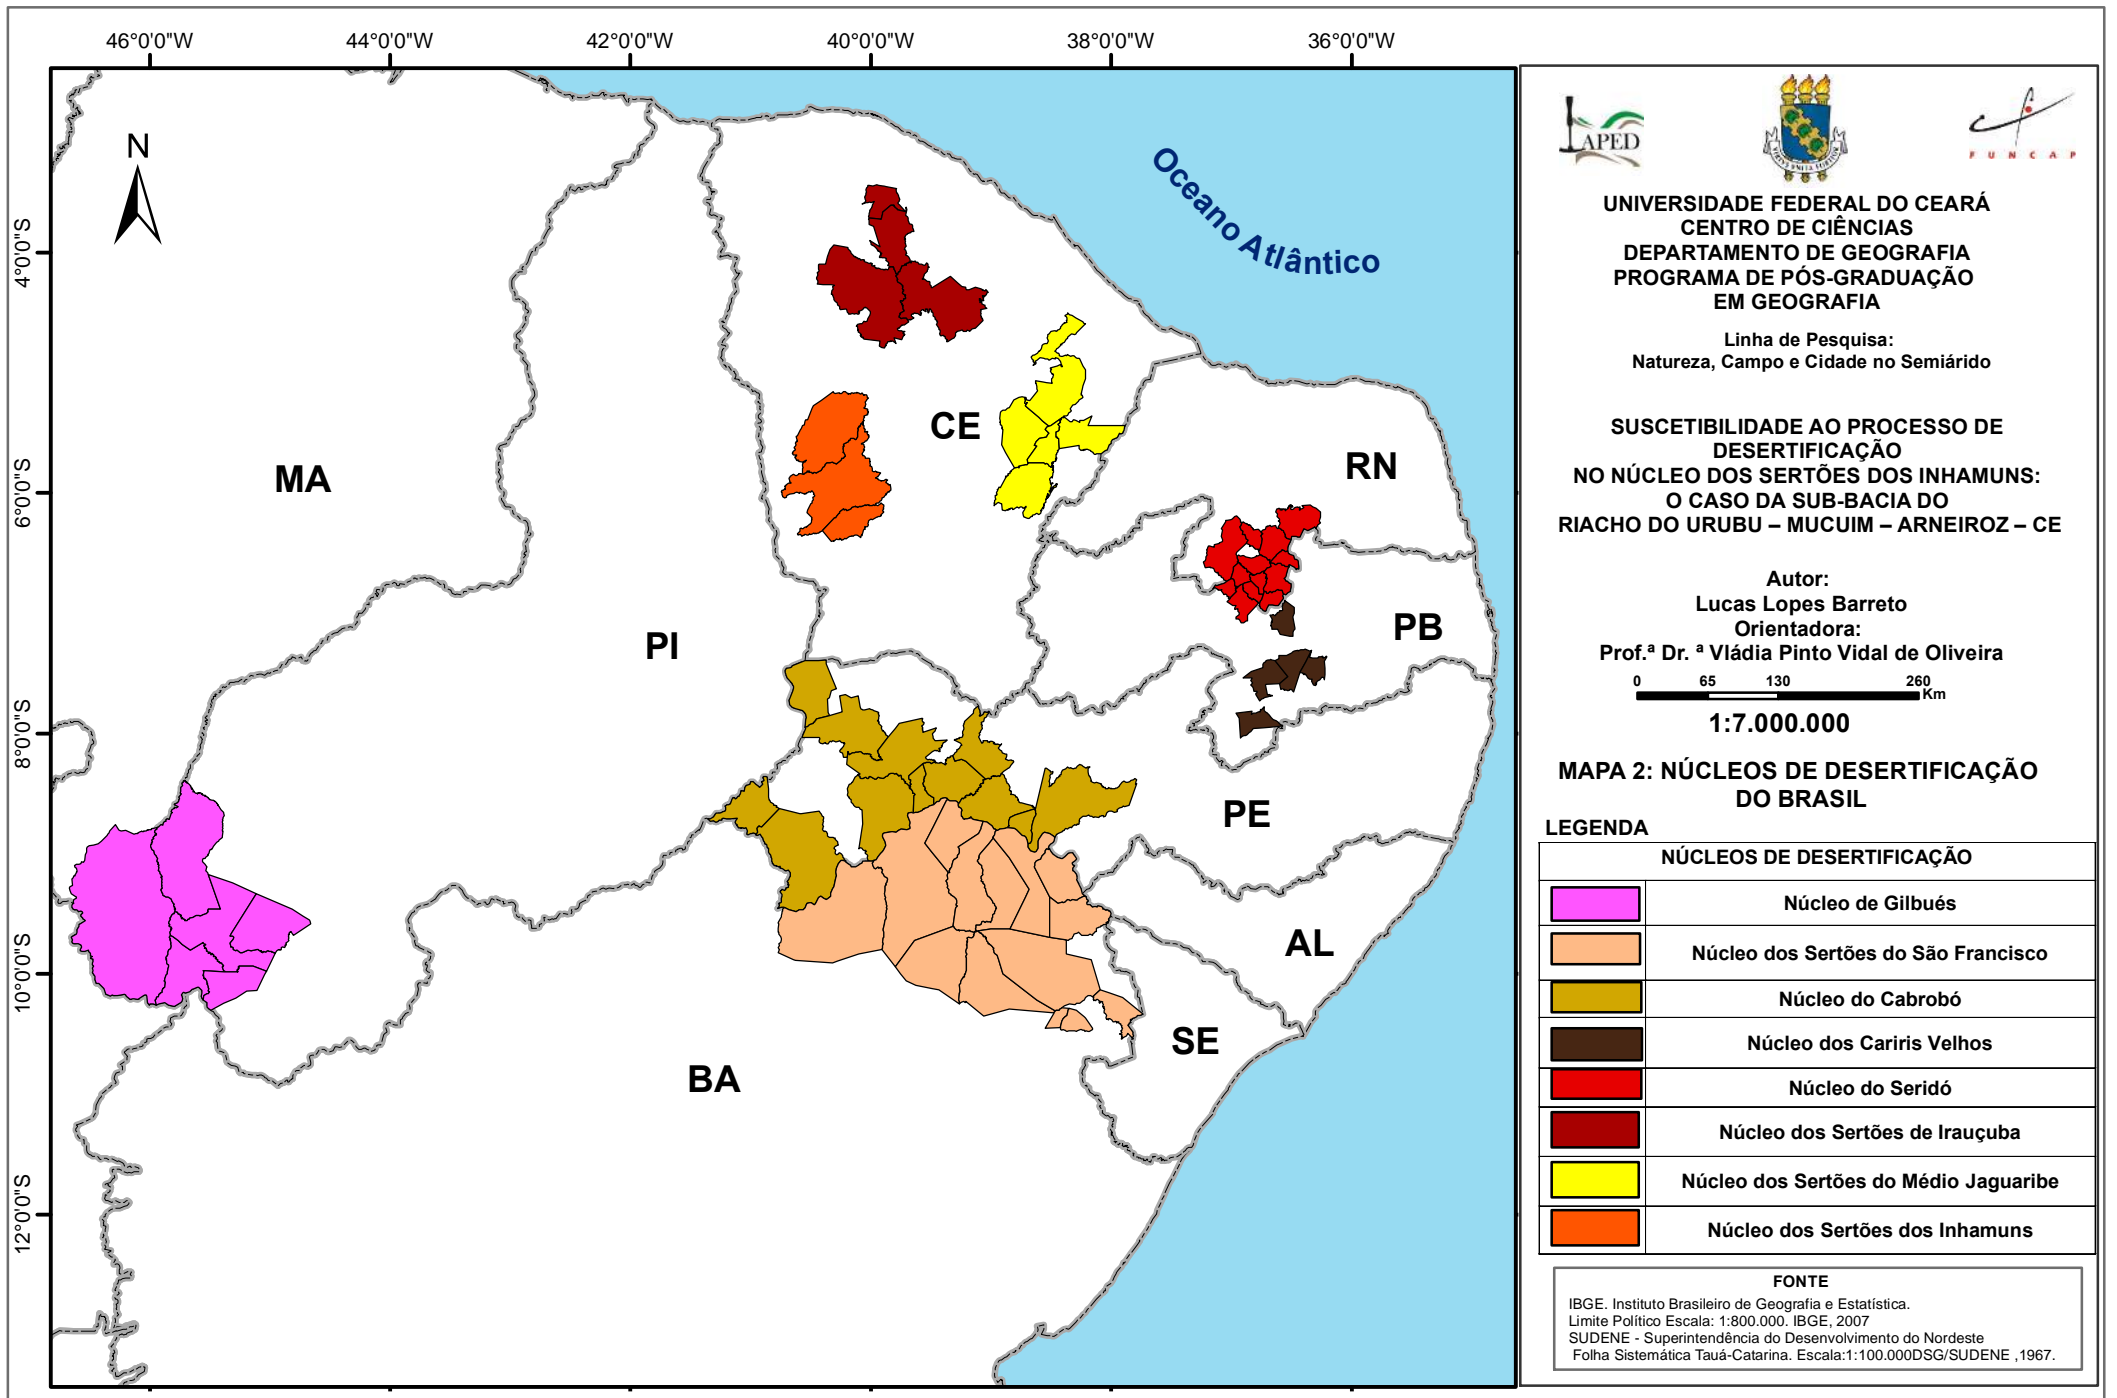 46°0'0"W
44°0'0"W
42°0'0"W
40°0'0"W
38°0'0"W
36°0'0"W
4°0'0"S
6°0'0"S
8°0'0"S
10°0'0"S
12°0'0"S
N
Oceano Atlântico
MA
PI
CE
RN
PB
PE
AL
SE
BA
LAPED
VIRTUS UNITA FORTIOR
FUNCAP
UNIVERSIDADE FEDERAL DO CEARÁ
CENTRO DE CIÊNCIAS
DEPARTAMENTO DE GEOGRAFIA
PROGRAMA DE PÓS-GRADUAÇÃO
EM GEOGRAFIA
Linha de Pesquisa:
Natureza, Campo e Cidade no Semiárido
SUSCETIBILIDADE AO PROCESSO DE
DESERTIFICAÇÃO
NO NÚCLEO DOS SERTÕES DOS INHAMUNS:
O CASO DA SUB-BACIA DO
RIACHO DO URUBU – MUCUIM – ARNEIROZ – CE
Autor:
Lucas Lopes Barreto
Orientadora:
Prof.ª Dr. ª Vládia Pinto Vidal de Oliveira
0 65 130 260
Km
1:7.000.000
MAPA 2: NÚCLEOS DE DESERTIFICAÇÃO
DO BRASIL
LEGENDA
NÚCLEOS DE DESERTIFICAÇÃO
Núcleo de Gilbués
Núcleo dos Sertões do São Francisco
Núcleo do Cabrobó
Núcleo dos Cariris Velhos
Núcleo do Seridó
Núcleo dos Sertões de Irauçuba
Núcleo dos Sertões do Médio Jaguaribe
Núcleo dos Sertões dos Inhamuns
FONTE
IBGE. Instituto Brasileiro de Geografia e Estatística.
Limite Político Escala: 1:800.000. IBGE, 2007
SUDENE - Superintendência do Desenvolvimento do Nordeste
Folha Sistemática Tauá-Catarina. Escala:1:100.000DSG/SUDENE ,1967.